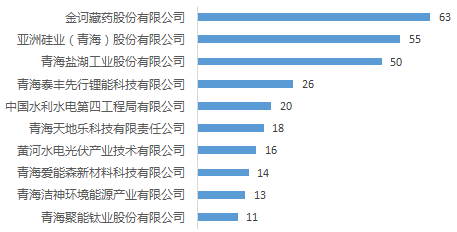 金诃藏药股份有限公司 63
亚洲硅业（青海）股份有限公司 55
青海盐湖工业股份有限公司 50
青海泰丰先行锂能科技有限公司 26
中国水利水电第四工程局有限公司 20
青海天地乐科技有限责任公司 18
黄河水电光伏产业技术有限公司 16
青海爱能森新材料科技有限公司 14
青海洁神环境能源产业有限公司 13
青海聚能钛业股份有限公司 11